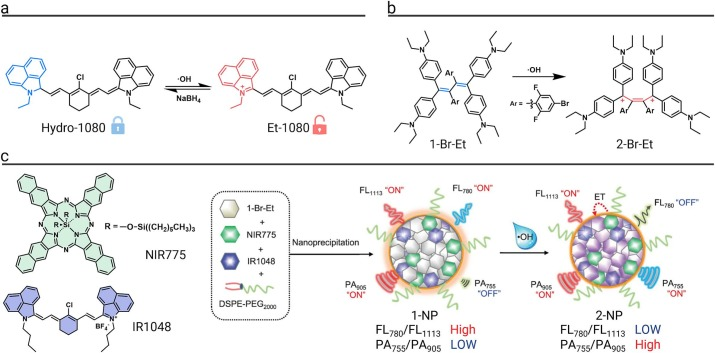 a
Cl
N
N
Hydro-1080
·OH
NaBH4
Cl
N
+
N
Et-1080
b
N
N
Ar
Ar
N
N
1-Br-Et
·OH
Ar =
F
Br
F
N
N
N
N
+
+
Ar
Ar
2-Br-Et
c
N
N
N
R
N
Si
N
N
R
N
N
N
R = —O-Si((CH2)5CH3)3
NIR775
Cl
N
BF4-
N+
IR1048
1-Br-Et
+
NIR775
+
IR1048
+
DSPE-PEG2000
Nanoprecipitation
FL1113 "ON"
FL780 "ON"
PA905
"ON"
PA755
"OFF"
1-NP
FL780/FL1113 High
PA755/PA905 LOW
•OH
FL1113 "ON"
ET
FL780 "OFF"
PA905
"ON"
PA755
"ON"
2-NP
FL780/FL1113 LOW
PA755/PA905 High